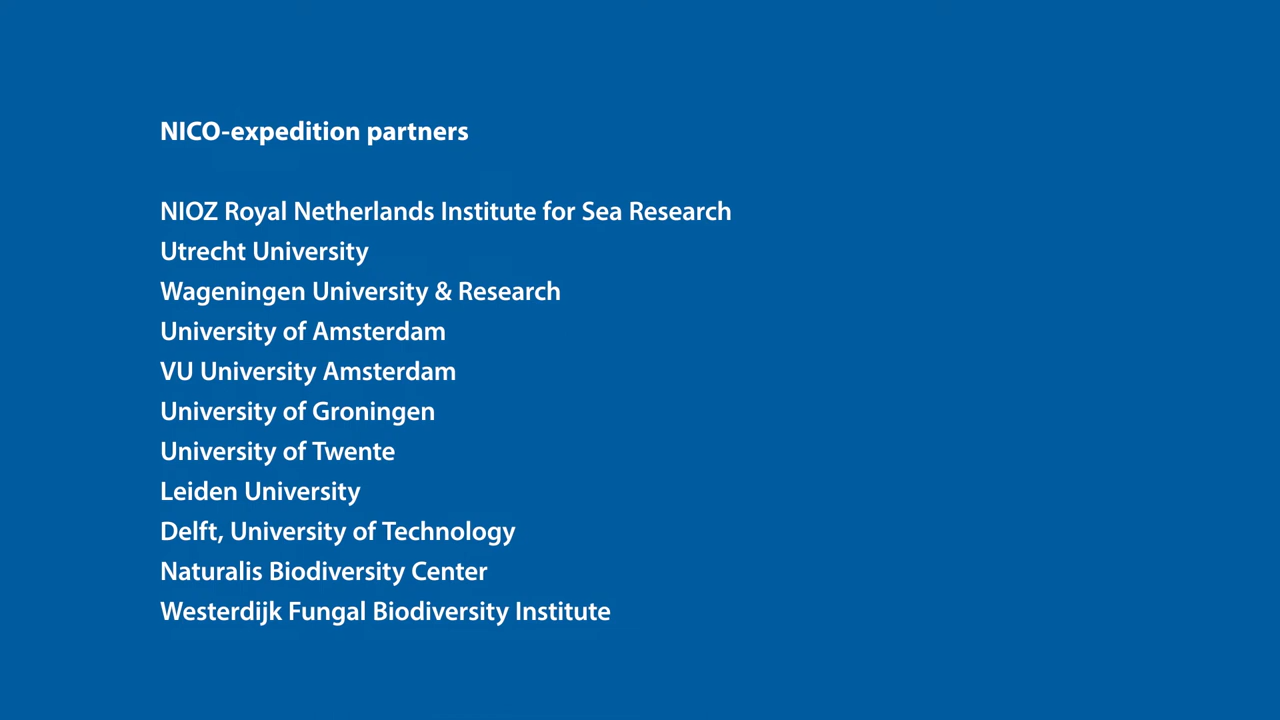 NICO-expedition partners
NIOZ Royal Netherlands Institute for Sea Research
Utrecht University
Wageningen University & Research
University of Amsterdam
VU University Amsterdam
University of Groningen
University of Twente
Leiden University
Delft, University of Technology
Naturalis Biodiversity Center
Westerdijk Fungal Biodiversity Institute